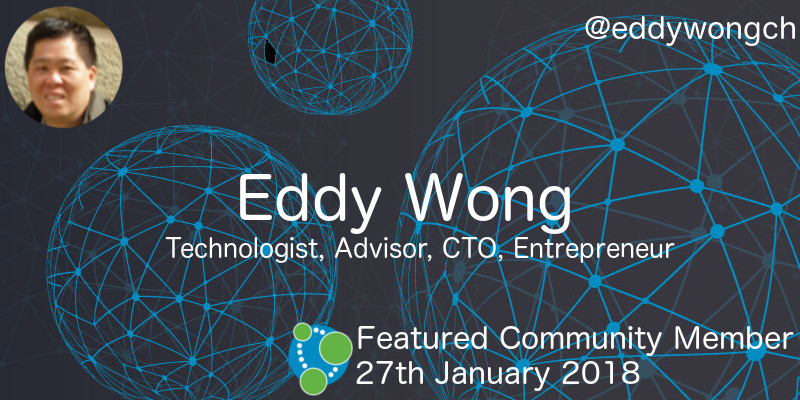 @eddywongch
Eddy Wong
Technologist, Advisor, CTO, Entrepreneur
Featured Community Member
27th January 2018